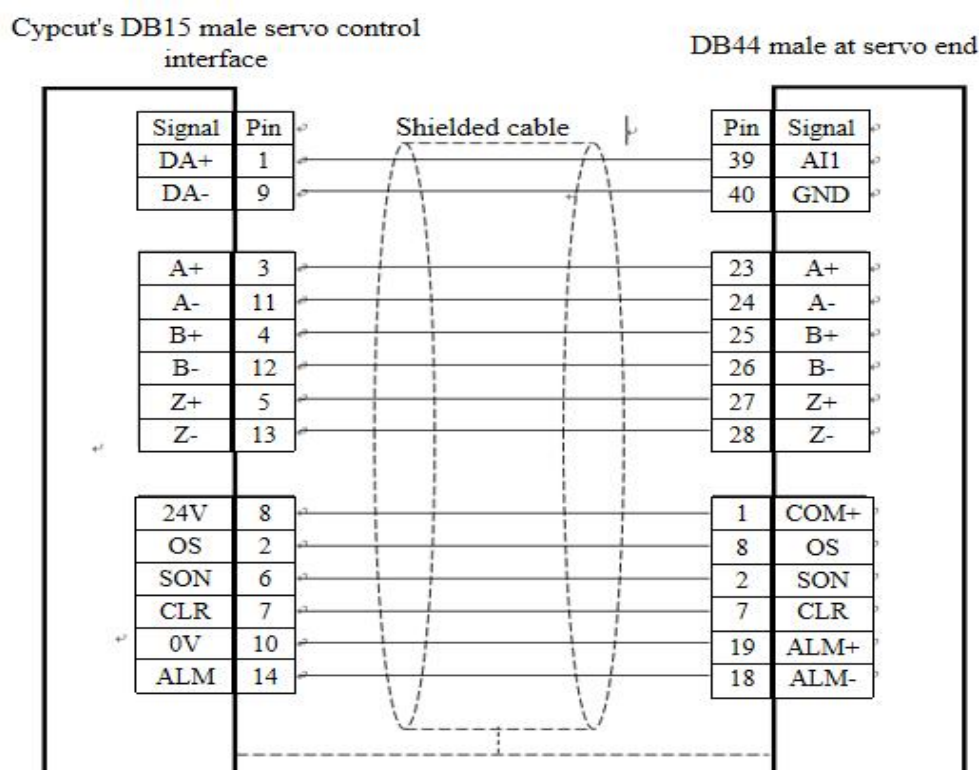 Cypcut's DB15 male servo control
interface
DB44 male at servo end
Signal Pin Shielded cable Pin Signal
DA+ 1 39 AI1
DA- 9 40 GND
A+ 3 23 A+
A- 11 24 A-
B+ 4 25 B+
B- 12 26 B-
Z+ 5 27 Z+
Z- 13 28 Z-
24V 8 1 COM+
OS 2 8 OS
SON 6 2 SON
CLR 7 7 CLR
0V 10 19 ALM+
ALM 14 18 ALM-